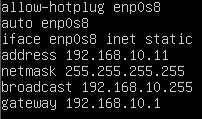 allow-hotplug enp0s8
auto enp0s8
iface enp0s8 inet static
address 192.168.10.11
netmask 255.255.255.255
broadcast 192.168.10.255
gateway 192.168.10.1